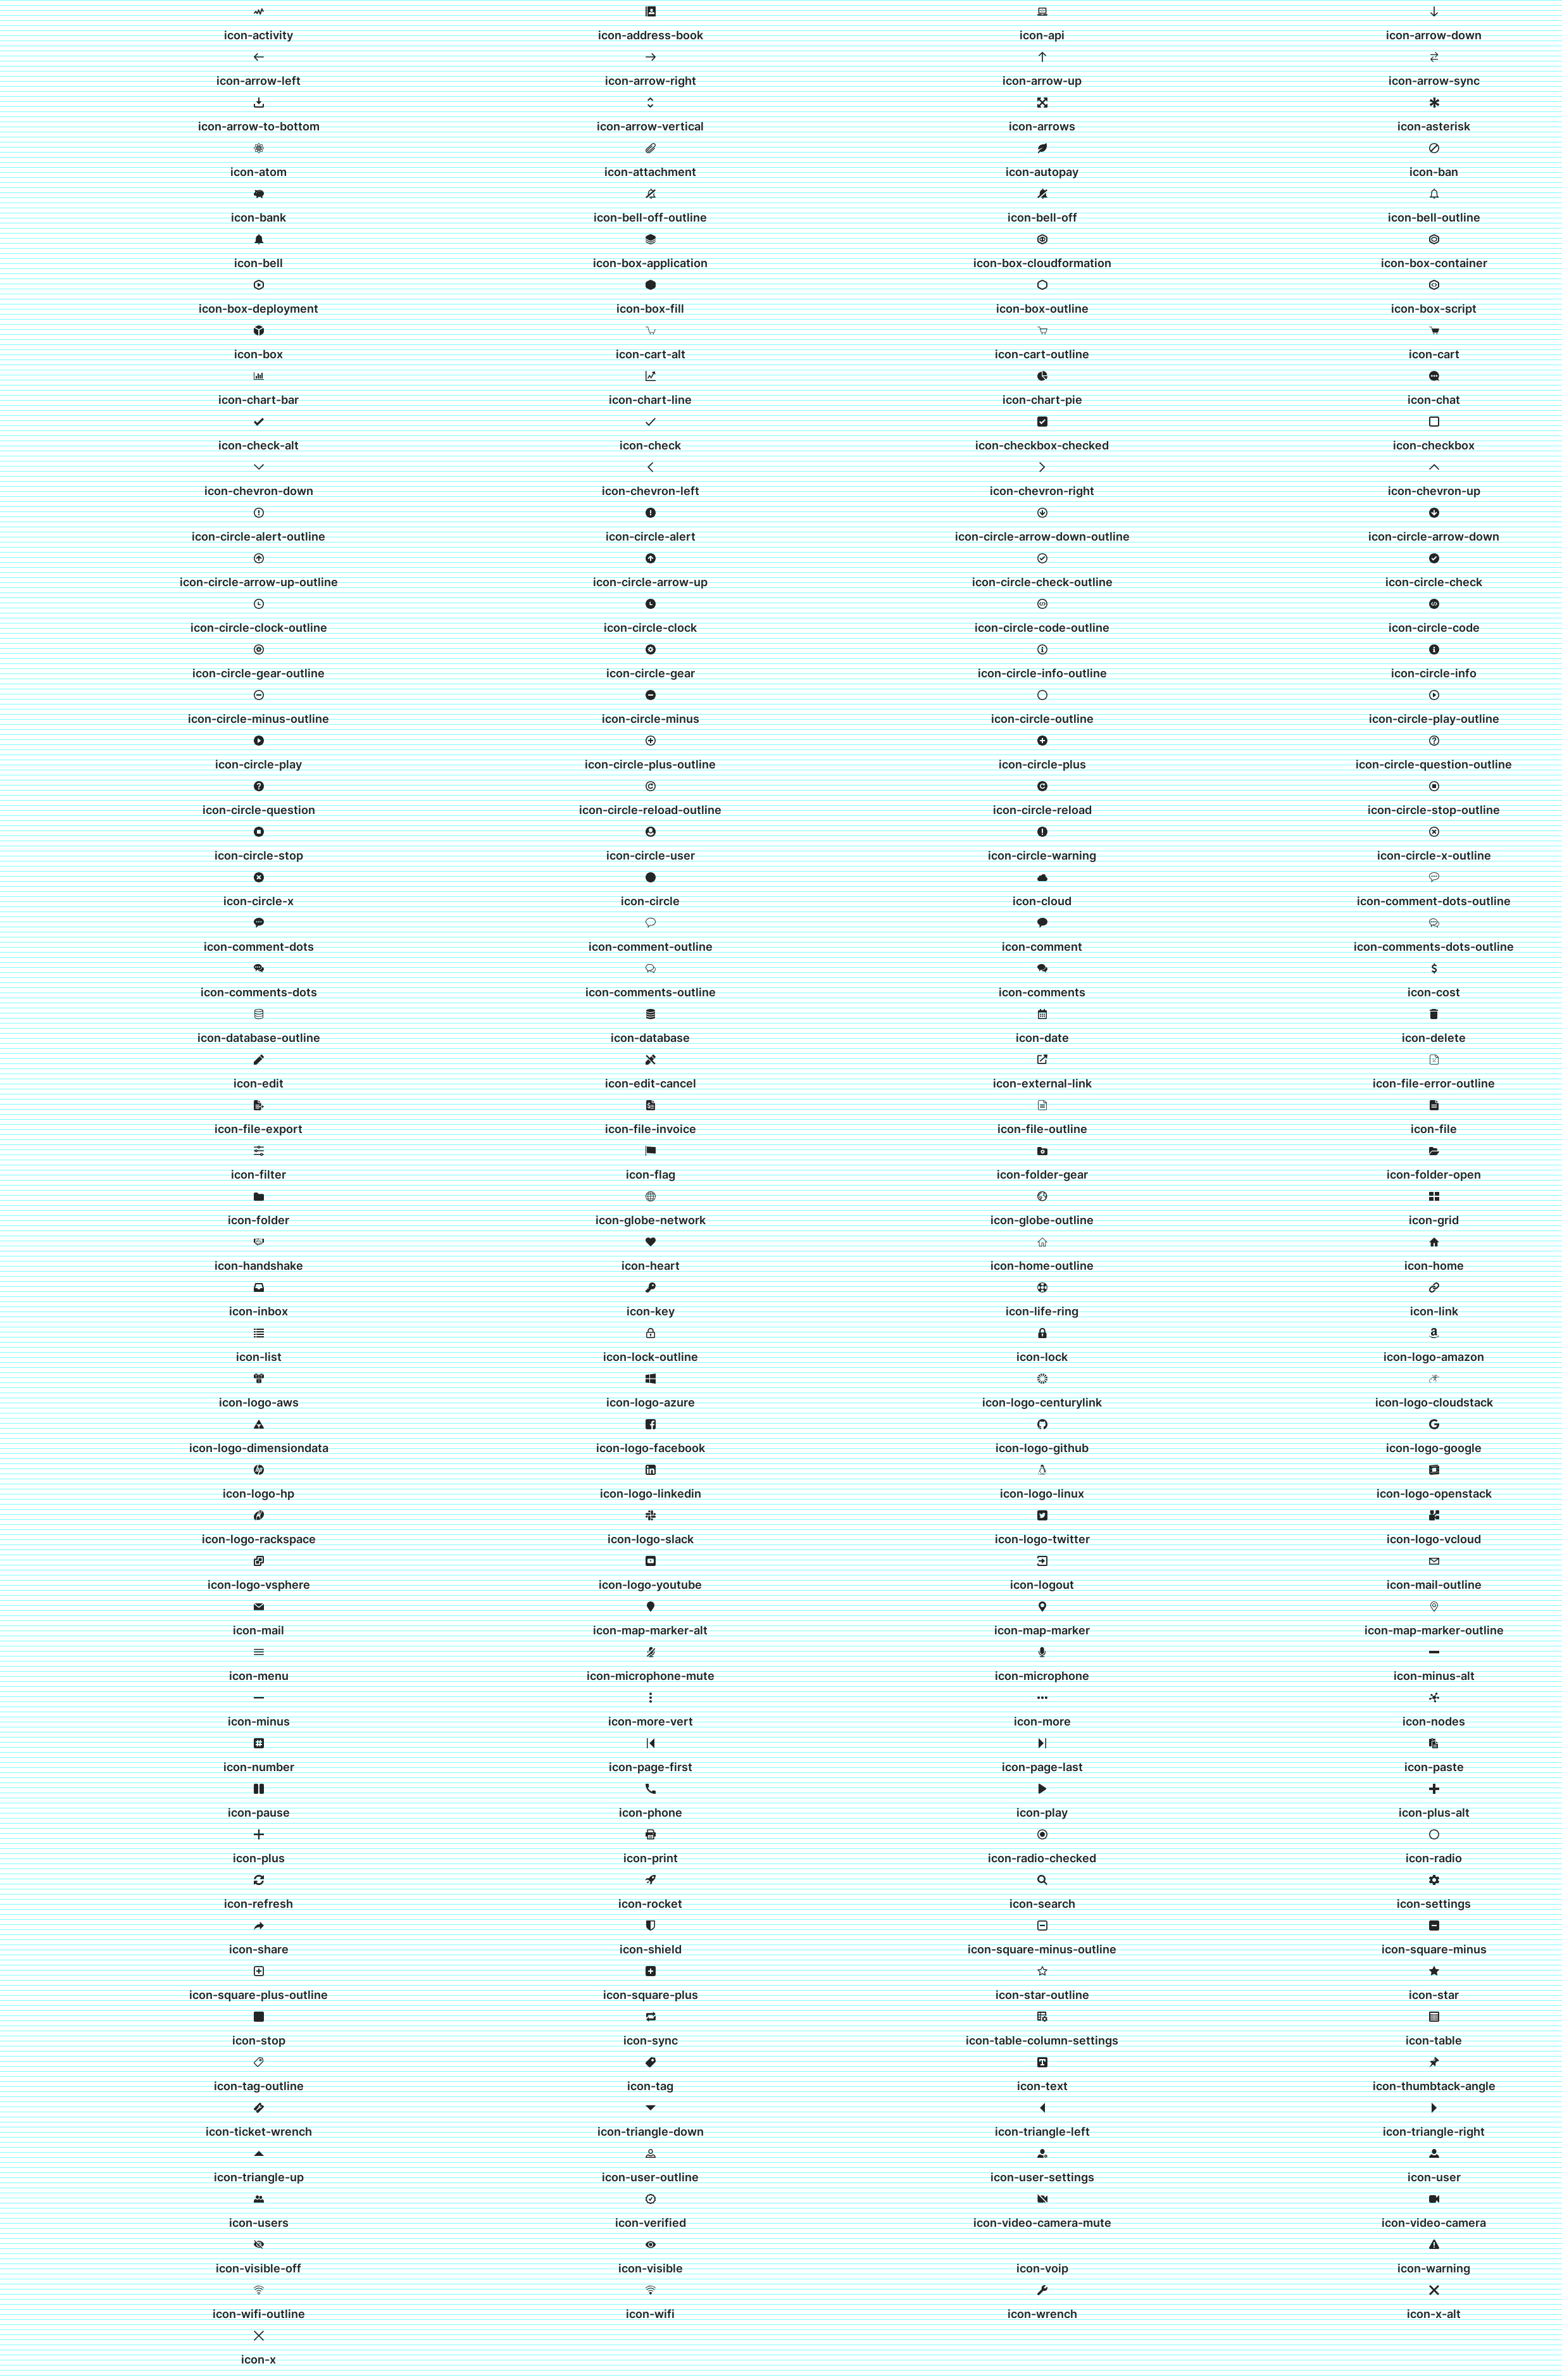 icon-activity icon-address-book icon-api icon-arrow-down
icon-arrow-left icon-arrow-right icon-arrow-up icon-arrow-sync
icon-arrow-to-bottom icon-arrow-vertical icon-arrows icon-asterisk
icon-atom icon-attachment icon-autopay icon-ban
icon-bank icon-bell-off-outline icon-bell-off icon-bell-outline
icon-bell icon-box-application icon-box-cloudformation icon-box-container
icon-box-deployment icon-box-fill icon-box-outline icon-box-script
icon-box icon-cart-alt icon-cart-outline icon-cart
icon-chart-bar icon-chart-line icon-chart-pie icon-chat
icon-check-alt icon-check icon-checkbox-checked icon-checkbox
icon-chevron-down icon-chevron-left icon-chevron-right icon-chevron-up
icon-circle-alert-outline icon-circle-alert icon-circle-arrow-down-outline icon-circle-arrow-down
icon-circle-arrow-up-outline icon-circle-arrow-up icon-circle-check-outline icon-circle-check
icon-circle-clock-outline icon-circle-clock icon-circle-code-outline icon-circle-code
icon-circle-gear-outline icon-circle-gear icon-circle-info-outline icon-circle-info
icon-circle-minus-outline icon-circle-minus icon-circle-outline icon-circle-play-outline
icon-circle-play icon-circle-plus-outline icon-circle-plus icon-circle-question-outline
icon-circle-question icon-circle-reload-outline icon-circle-reload icon-circle-stop-outline
icon-circle-stop icon-circle-user icon-circle-warning icon-circle-x-outline
icon-circle-x icon-circle icon-cloud icon-comment-dots-outline
icon-comment-dots icon-comment-outline icon-comment icon-comments-dots-outline
icon-comments-dots icon-comments-outline icon-comments icon-cost
icon-database-outline icon-database icon-date icon-delete
icon-edit icon-edit-cancel icon-external-link icon-file-error-outline
icon-file-export icon-file-invoice icon-file-outline icon-file
icon-filter icon-flag icon-folder-gear icon-folder-open
icon-folder icon-globe-network icon-globe-outline icon-grid
icon-handshake icon-heart icon-home-outline icon-home
icon-inbox icon-key icon-life-ring icon-link
icon-list icon-lock-outline icon-lock icon-logo-amazon
icon-logo-aws icon-logo-azure icon-logo-centurylink icon-logo-cloudstack
icon-logo-dimensiondata icon-logo-facebook icon-logo-github icon-logo-google
icon-logo-hp icon-logo-linkedin icon-logo-linux icon-logo-openstack
icon-logo-rackspace icon-logo-slack icon-logo-twitter icon-logo-vcloud
icon-logo-vsphere icon-logo-youtube icon-logout icon-mail-outline
icon-mail icon-map-marker-alt icon-map-marker icon-map-marker-outline
icon-menu icon-microphone-mute icon-microphone icon-minus-alt
icon-minus icon-more-vert icon-more icon-nodes
icon-number icon-page-first icon-page-last icon-paste
icon-pause icon-phone icon-play icon-plus-alt
icon-plus icon-print icon-radio-checked icon-radio
icon-refresh icon-rocket icon-search icon-settings
icon-share icon-shield icon-square-minus-outline icon-square-minus
icon-square-plus-outline icon-square-plus icon-star-outline icon-star
icon-stop icon-sync icon-table-column-settings icon-table
icon-tag-outline icon-tag icon-text icon-thumbtack-angle
icon-ticket-wrench icon-triangle-down icon-triangle-left icon-triangle-right
icon-triangle-up icon-user-outline icon-user-settings icon-user
icon-users icon-verified icon-video-camera-mute icon-video-camera
icon-visible-off icon-visible icon-voip icon-warning
icon-wifi-outline icon-wifi icon-wrench icon-x-alt
icon-x